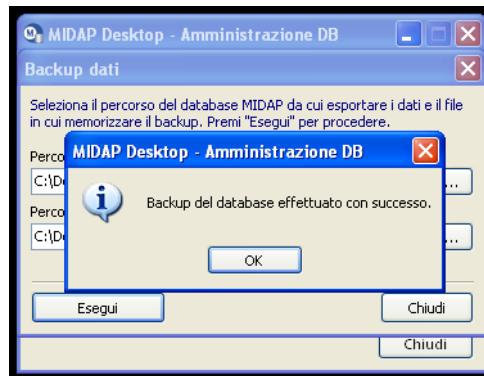 MIDAP Desktop - Amministrazione DB
Backup dati
Seleziona il percorso del database MIDAP da cui esportare i dati e il file
in cui memorizzare il backup. Premi "Esegui" per procedere.
MIDAP Desktop - Amministrazione DB
Backup del database effettuato con successo.
OK
Perco
C:\D
...
Perco
C:\D
...
Esegui
Chiudi
Chiudi